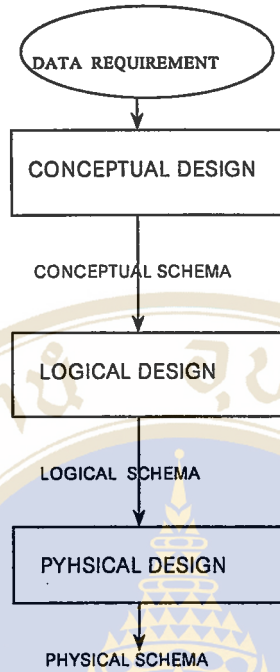 DATA REQUIREMENT
CONCEPTUAL DESIGN
CONCEPTUAL SCHEMA
LOGICAL DESIGN
LOGICAL SCHEMA
PYHSICAL DESIGN
PHYSICAL SCHEMA